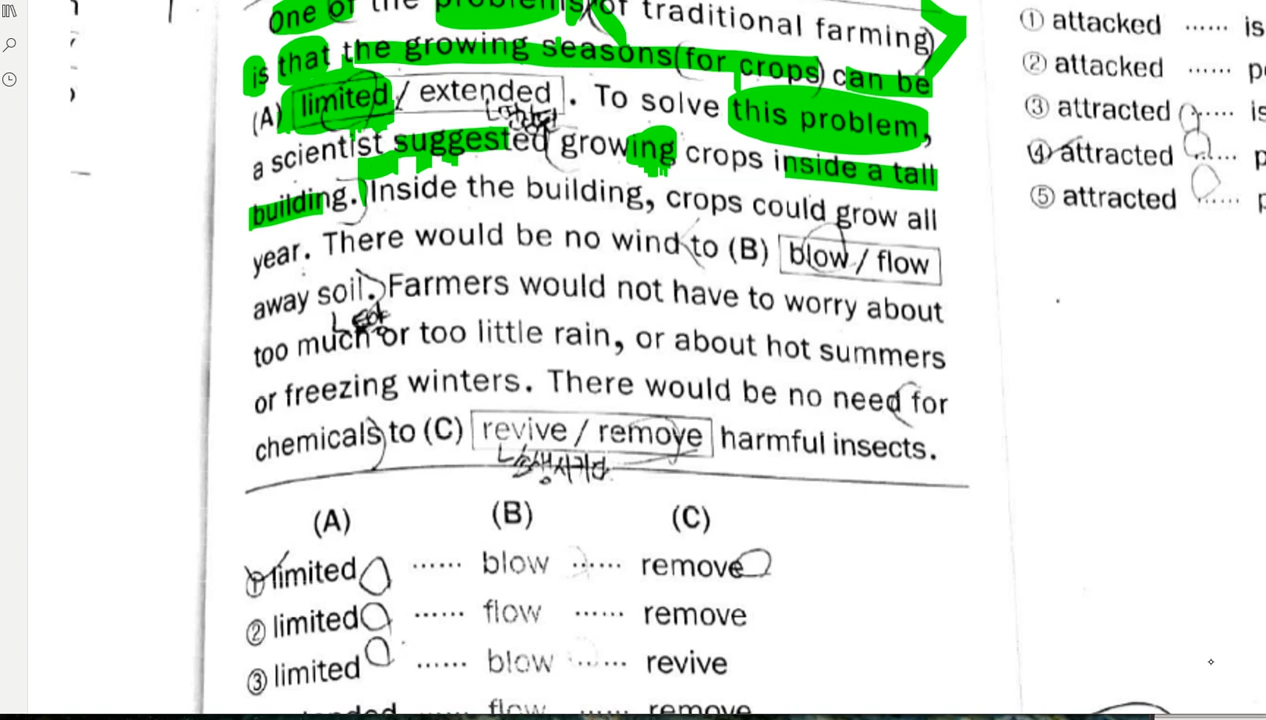 one of the problems (of traditional farming)
is that the growing seasons (for crops) can be
(A) limited / extended . To solve this problem,
a scientist suggested growing crops inside a tall
building. Inside the building, crops could grow all
year. There would be no wind to (B) blow / flow
away soil. Farmers would not have to worry about
too much or too little rain, or about hot summers
or freezing winters. There would be no need for
chemicals to (C) revive / remove harmful insects.
(A) (B) (C)
① limited ...... blow ...... remove
② limited ...... flow ...... remove
③ limited ...... blow ...... revive
flow ...... remove
① attacked ...... is
② attacked ...... p
③ attracted ...... is
④ attracted ...... p
⑤ attracted ...... p